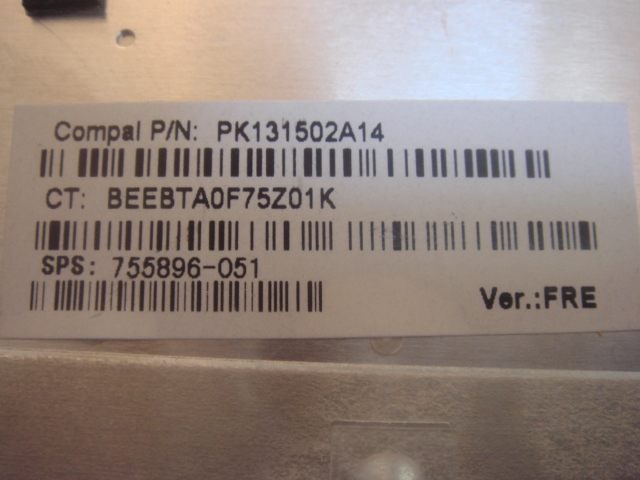 Compal P/N: PK131502A14
CT: BEEBTA0F75Z01K
SPS: 755896-051
Ver.:FRE